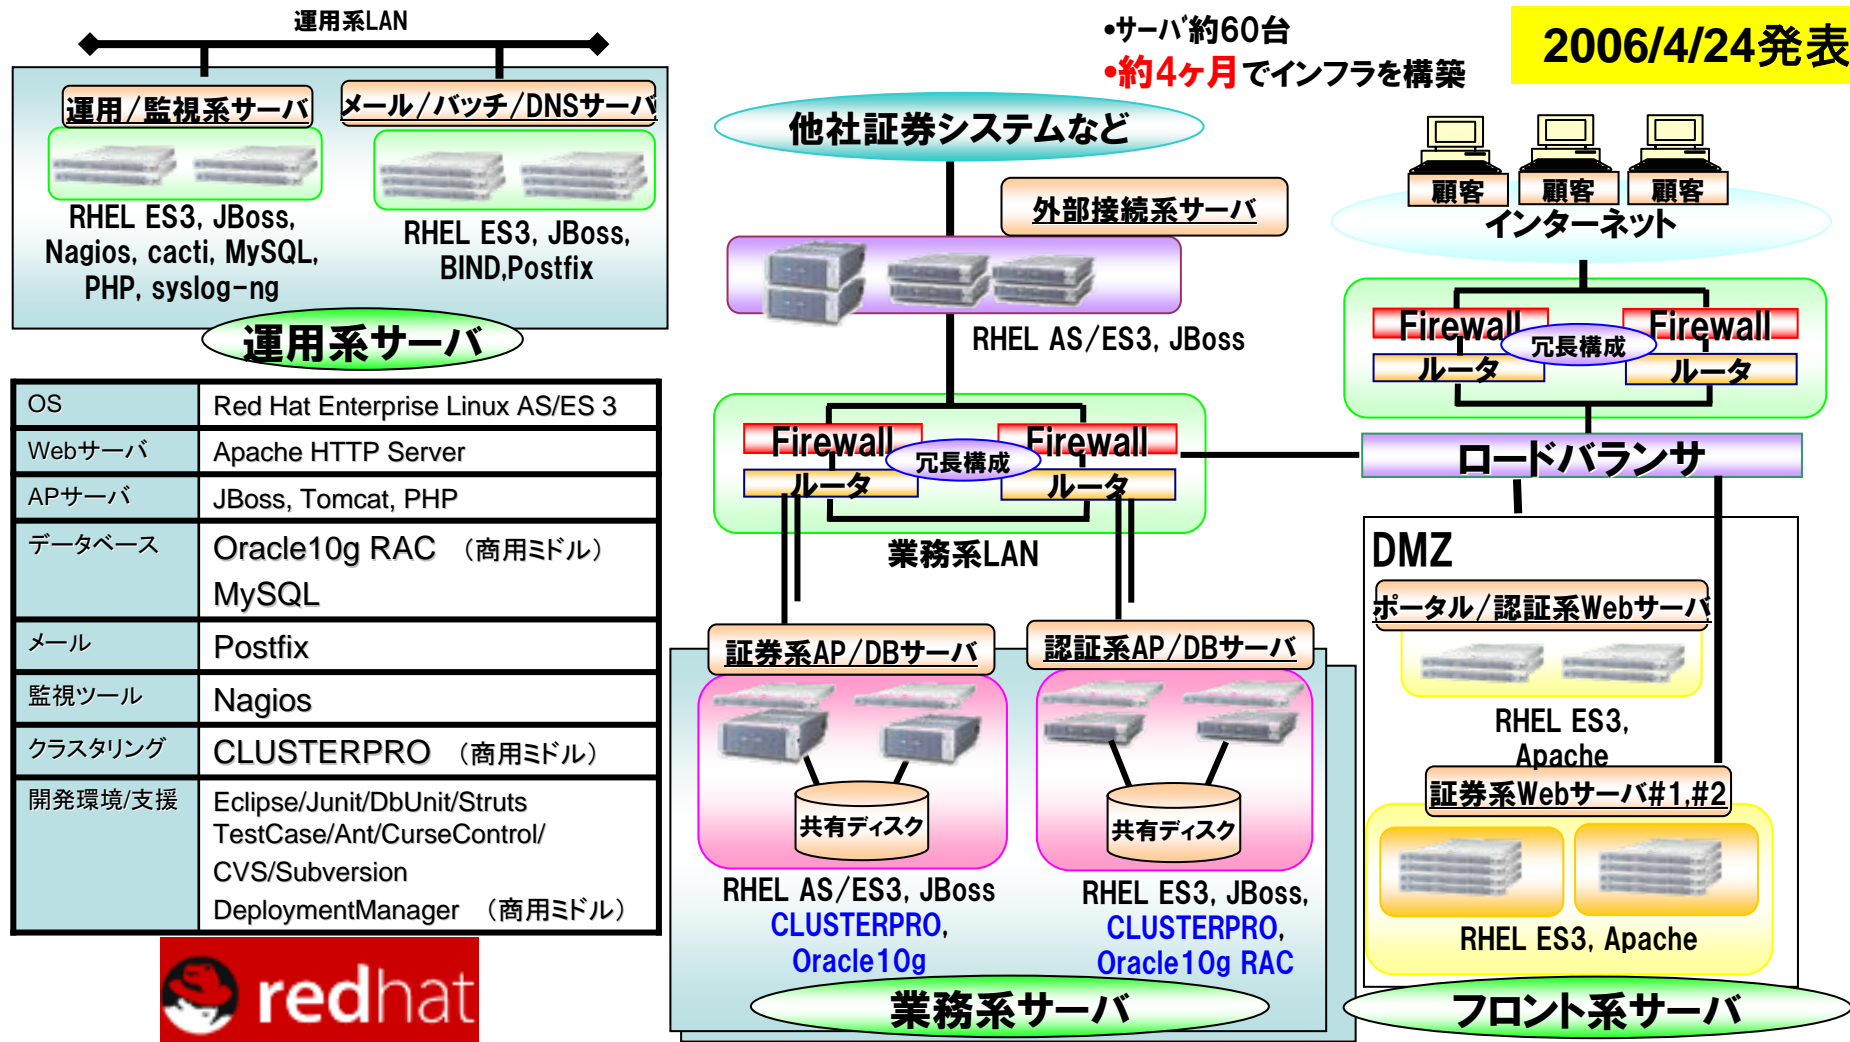 運用系LAN
運用/監視系サーバ
メール/バッチ/DNSサーバ
RHEL ES3, JBoss,
Nagios, cacti, MySQL,
PHP, syslog-ng
RHEL ES3, JBoss,
BIND,Postfix
運用系サーバ
OS
Red Hat Enterprise Linux AS/ES 3
Webサーバ
Apache HTTP Server
APサーバ
JBoss, Tomcat, PHP
データベース
Oracle10g RAC （商用ミドル）
MySQL
メール
Postfix
監視ツール
Nagios
クラスタリング
CLUSTERPRO （商用ミドル）
開発環境/支援
Eclipse/Junit/DbUnit/Struts
TestCase/Ant/CurseControl/
CVS/Subversion
DeploymentManager （商用ミドル）
redhat
•サーバ約60台
•約4ヶ月でインフラを構築
2006/4/24発表
他社証券システムなど
外部接続系サーバ
RHEL AS/ES3, JBoss
Firewall
Firewall
冗長構成
ルータ
ルータ
業務系LAN
証券系AP/DBサーバ
認証系AP/DBサーバ
共有ディスク
共有ディスク
RHEL AS/ES3, JBoss
CLUSTERPRO,
Oracle10g
RHEL ES3, JBoss,
CLUSTERPRO,
Oracle10g RAC
業務系サーバ
顧客
顧客
顧客
インターネット
Firewall
Firewall
冗長構成
ルータ
ルータ
ロードバランサ
DMZ
ポータル/認証系Webサーバ
RHEL ES3,
Apache
証券系Webサーバ#1,#2
RHEL ES3, Apache
フロント系サーバ